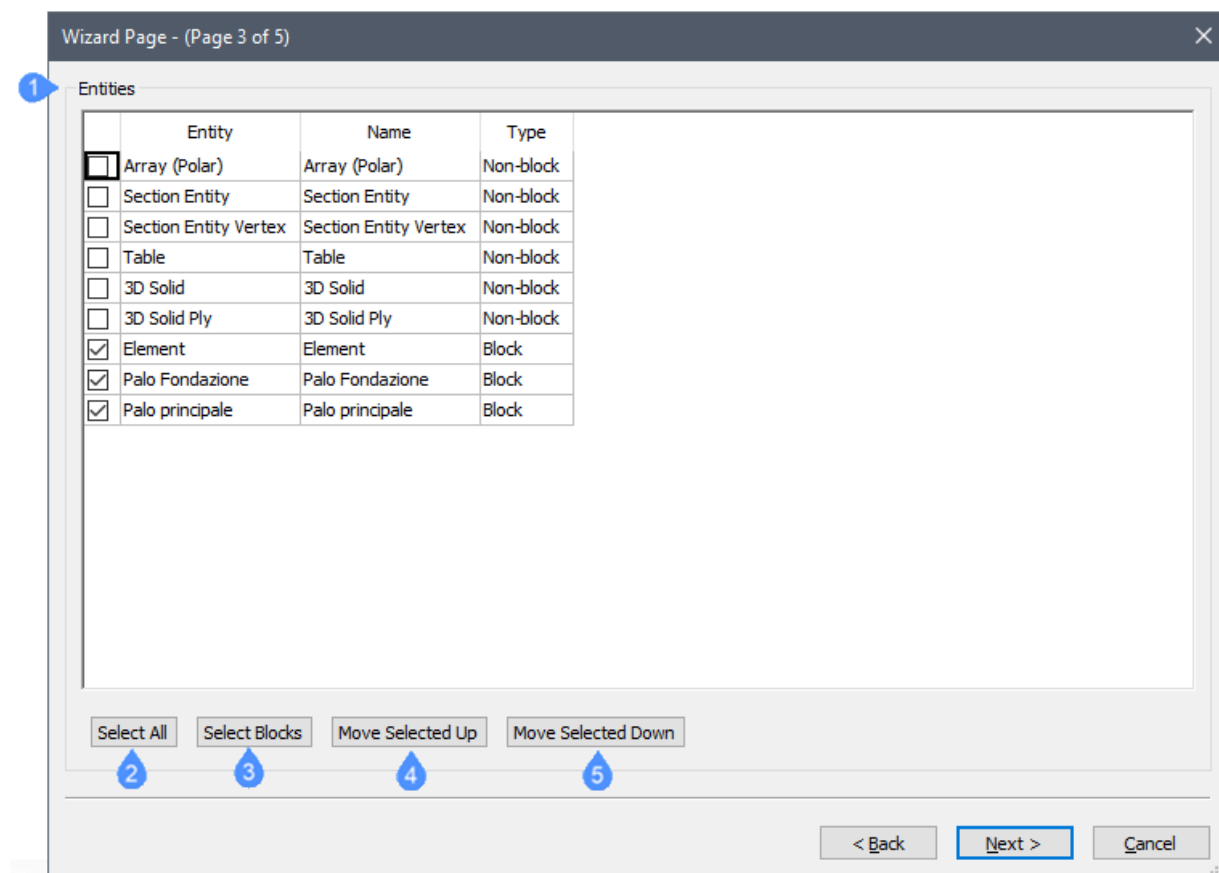 Wizard Page - (Page 3 of 5)
1
Entities
Entity Name Type
Array (Polar) Array (Polar) Non-block
Section Entity Section Entity Non-block
Section Entity Vertex Section Entity Vertex Non-block
Table Table Non-block
3D Solid 3D Solid Non-block
3D Solid Ply 3D Solid Ply Non-block
Element Element Block
Palo Fondazione Palo Fondazione Block
Palo principale Palo principale Block
Select All Select Blocks Move Selected Up Move Selected Down
2 3 4 5
< Back Next > Cancel